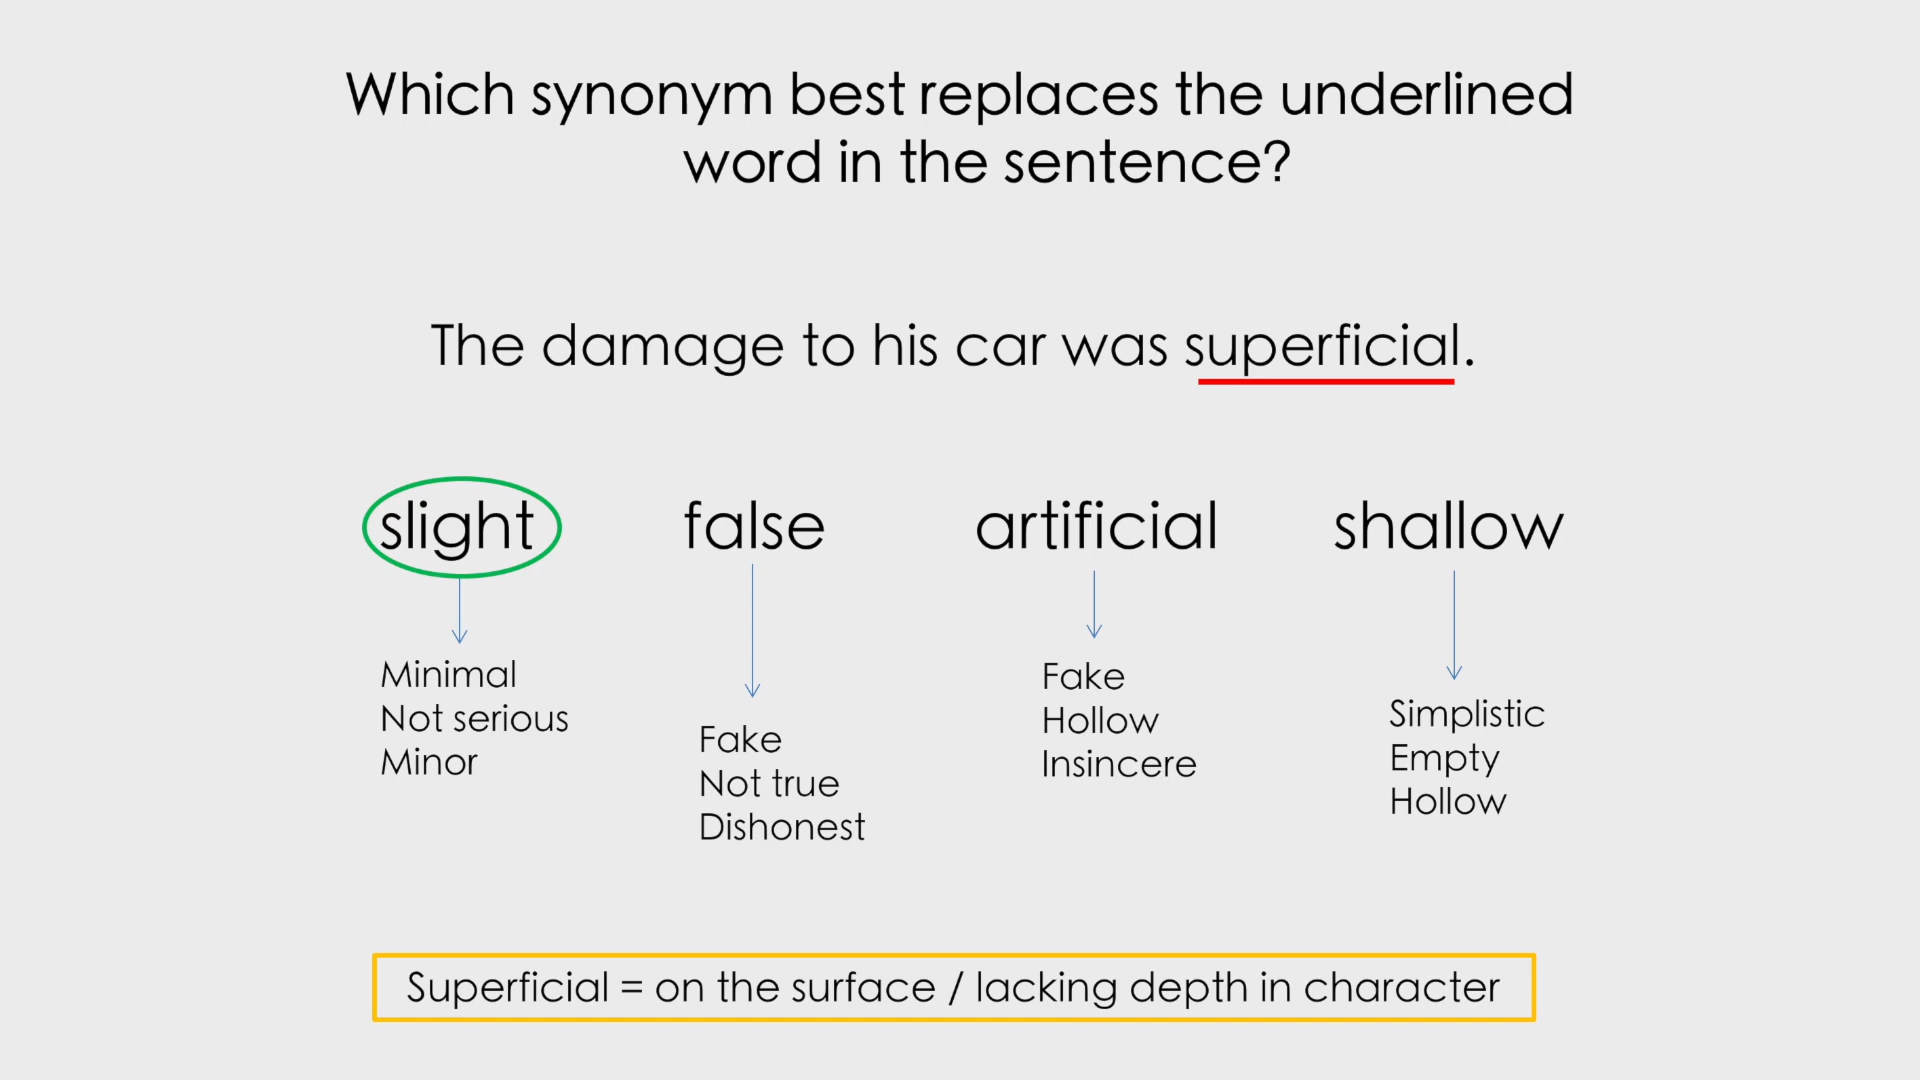 Which synonym best replaces the underlined
word in the sentence?
The damage to his car was superficial.
slight false artificial shallow
Minimal
Not serious
Minor
Fake
Not true
Dishonest
Fake
Hollow
Insincere
Simplistic
Empty
Hollow
Superficial = on the surface / lacking depth in character